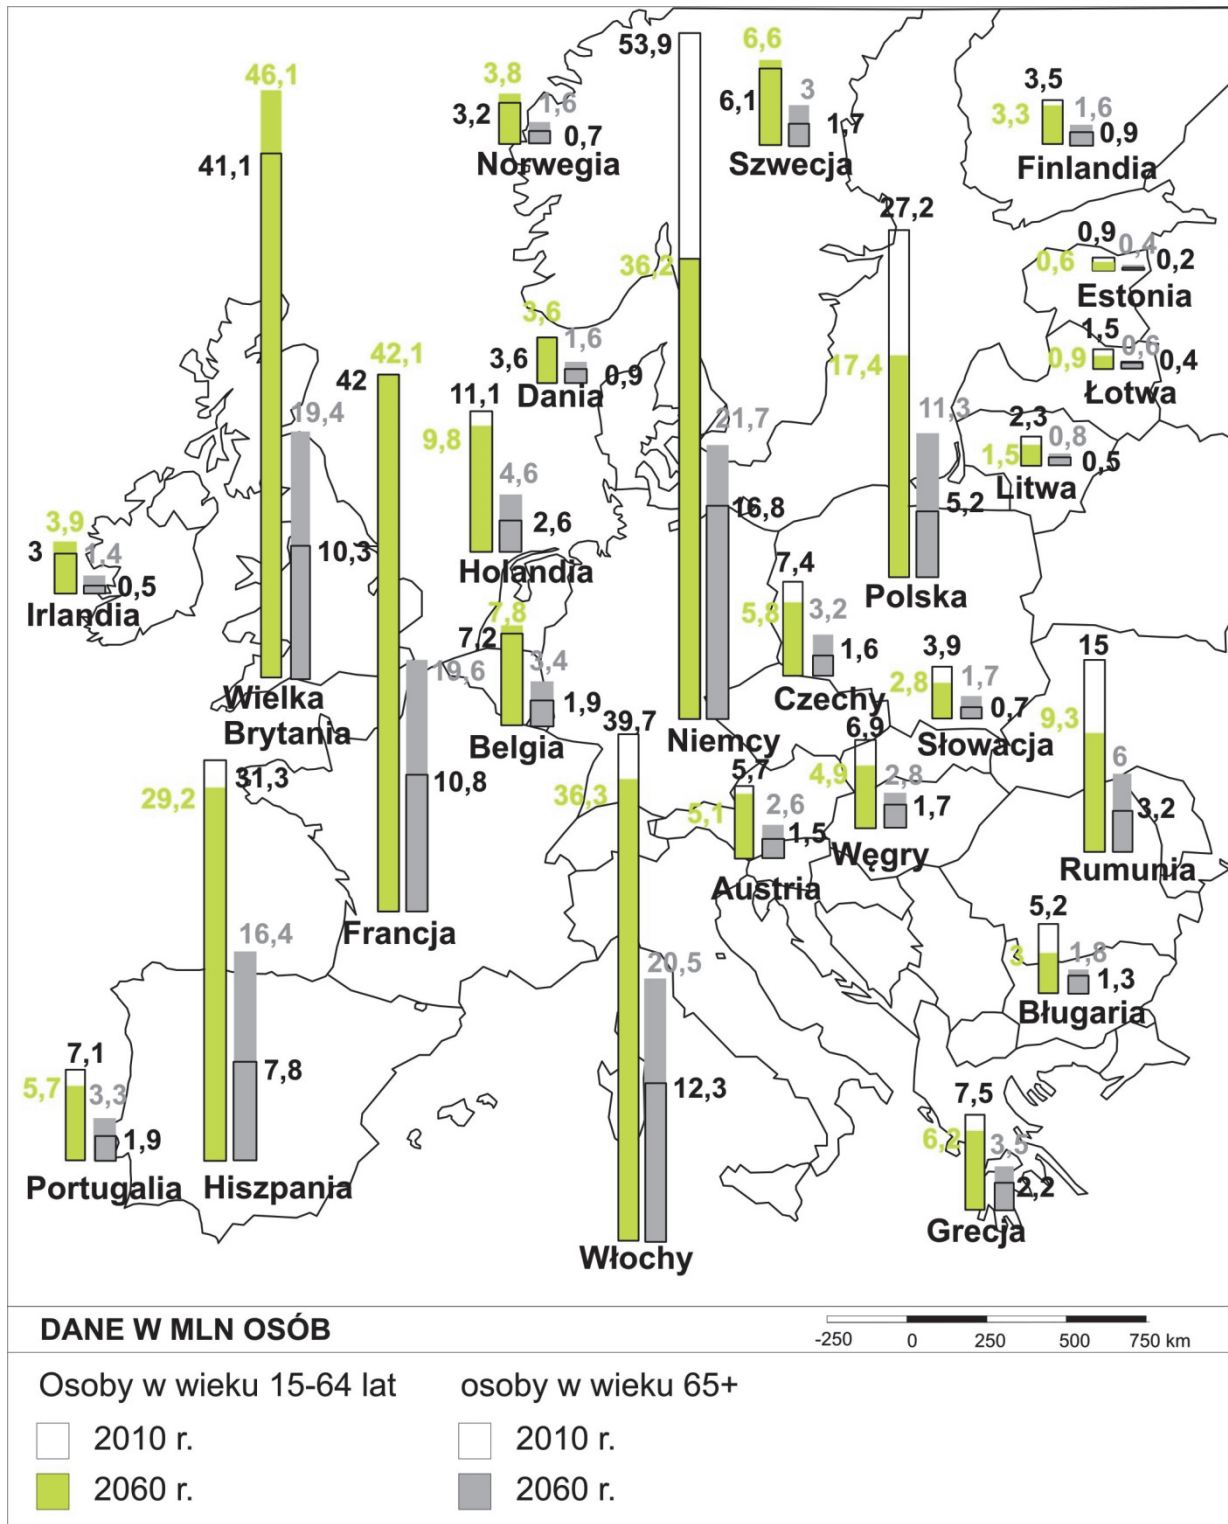 53,9
6,6
6,1
3
1,7
Szwecja
46,1
41,1
19,4
10,3
Wielka
Brytania
3,8
3,2
1,6
0,7
Norwegia
3,5
3,3
1,6
0,9
Finlandia
27,2
17,4
11,3
5,2
Polska
0,9
0,6
0,4
0,2
Estonia
1,5
0,9
0,6
0,4
Łotwa
2,3
1,5
0,8
0,5
Litwa
36,2
21,7
16,8
Niemcy
3,6
3,6
1,6
0,9
Dania
42,1
42
19,6
10,8
Francja
11,1
9,8
4,6
2,6
Holandia
3,9
3
1,4
0,5
Irlandia
7,8
7,2
3,4
1,9
Belgia
7,4
5,8
3,2
1,6
Czechy
3,9
2,8
1,7
0,7
Słowacja
15
9,3
6
3,2
Rumunia
39,7
36,3
20,5
12,3
Włochy
5,7
5,1
2,6
1,5
Austria
6,9
4,9
2,8
1,7
Węgry
31,3
29,2
16,4
7,8
Hiszpania
5,2
3
1,8
1,3
Bługaria
7,1
5,7
3,3
1,9
Portugalia
7,5
6,2
3,5
2,2
Grecja
DANE W MLN OSÓB
-250 0 250 500 750 km
Osoby w wieku 15-64 lat
2010 r.
2060 r.
osoby w wieku 65+
2010 r.
2060 r.